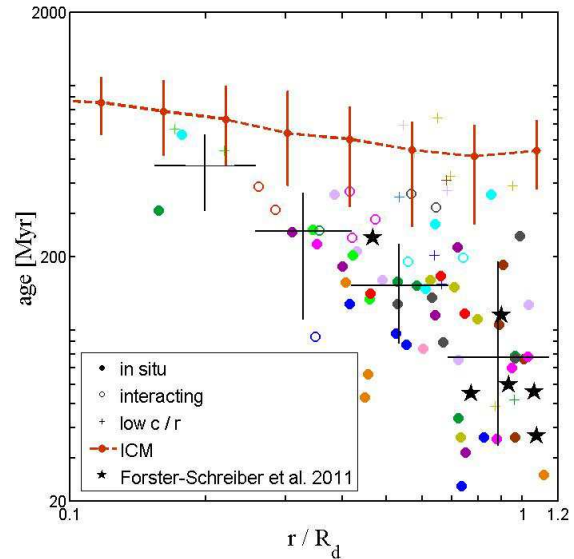 2000
200
20
age [Myr]
in situ
interacting
low c / r
ICM
Forster-Schreiber et al. 2011
0.1
1
1.2
r / R_d